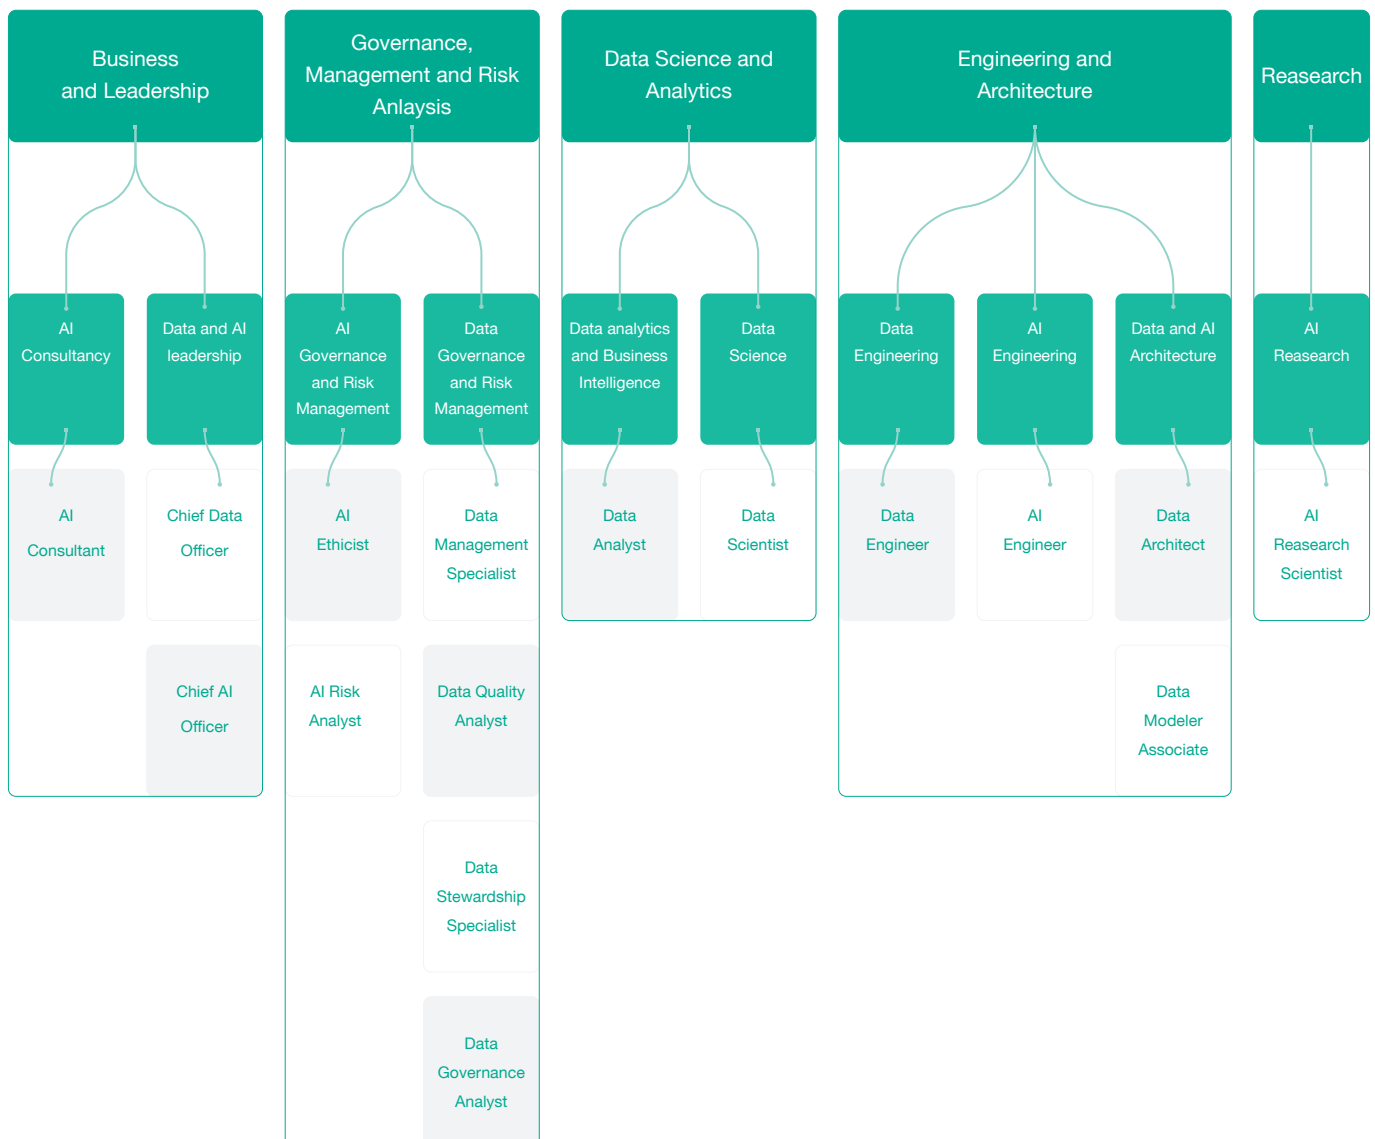 Business
and Leadership
Governance,
Management and Risk
Anlaysis
Data Science and
Analytics
Engineering and
Architecture
Reasearch
AI
Consultancy
Data and AI
leadership
AI
Governance
and Risk
Management
Data
Governance
and Risk
Management
Data analytics
and Business
Intelligence
Data
Science
Data
Engineering
AI
Engineering
Data and AI
Architecture
AI
Reasearch
AI
Consultant
Chief Data
Officer
AI
Ethicist
Data
Management
Specialist
Data
Analyst
Data
Scientist
Data
Engineer
AI
Engineer
Data
Architect
AI
Reasearch
Scientist
Chief AI
Officer
AI Risk
Analyst
Data Quality
Analyst
Data
Modeler
Associate
Data
Stewardship
Specialist
Data
Governance
Analyst